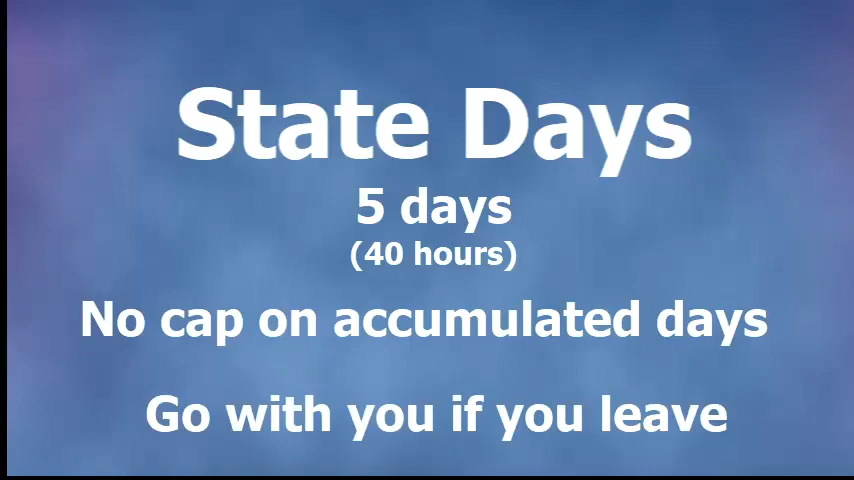 State Days
5 days
(40 hours)
No cap on accumulated days
Go with you if you leave